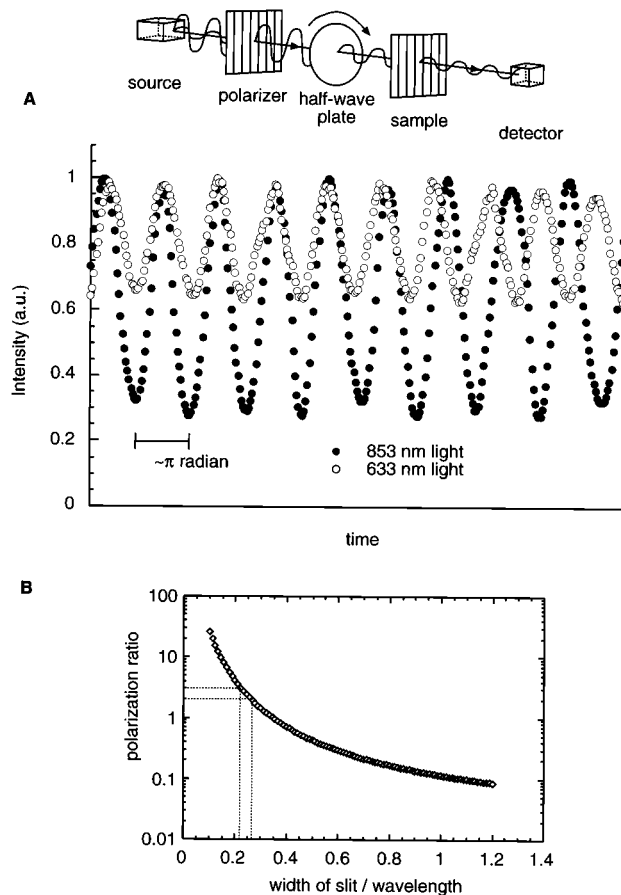 source
polarizer
half-wave
plate
sample
detector
A
1
0.8
0.6
0.4
0.2
0
Intensity (a.u.)
~π radian
853 nm light
633 nm light
time
B
100
10
1
0.1
0.01
polarization ratio
0
0.2
0.4
0.6
0.8
1.0
1.2
1.4
width of slit / wavelength